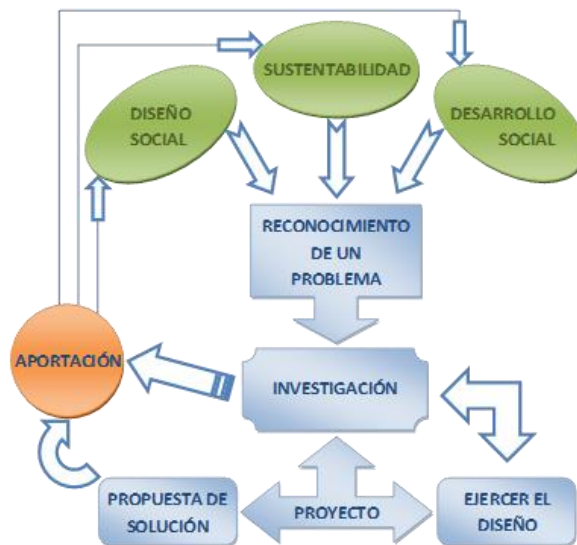 SUSTENTABILIDAD
DISEÑO
SOCIAL
DESARROLLO
SOCIAL
RECONOCIMIENTO
DE UN
PROBLEMA
APORTACIÓN
INVESTIGACIÓN
PROPUESTA DE
SOLUCIÓN
PROYECTO
EJERCER EL
DISEÑO